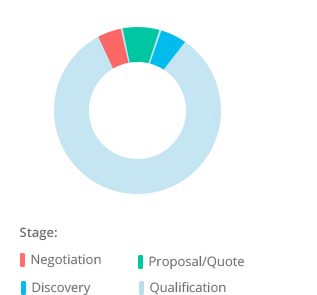 Stage:
Negotiation
Proposal/Quote
Discovery
Qualification